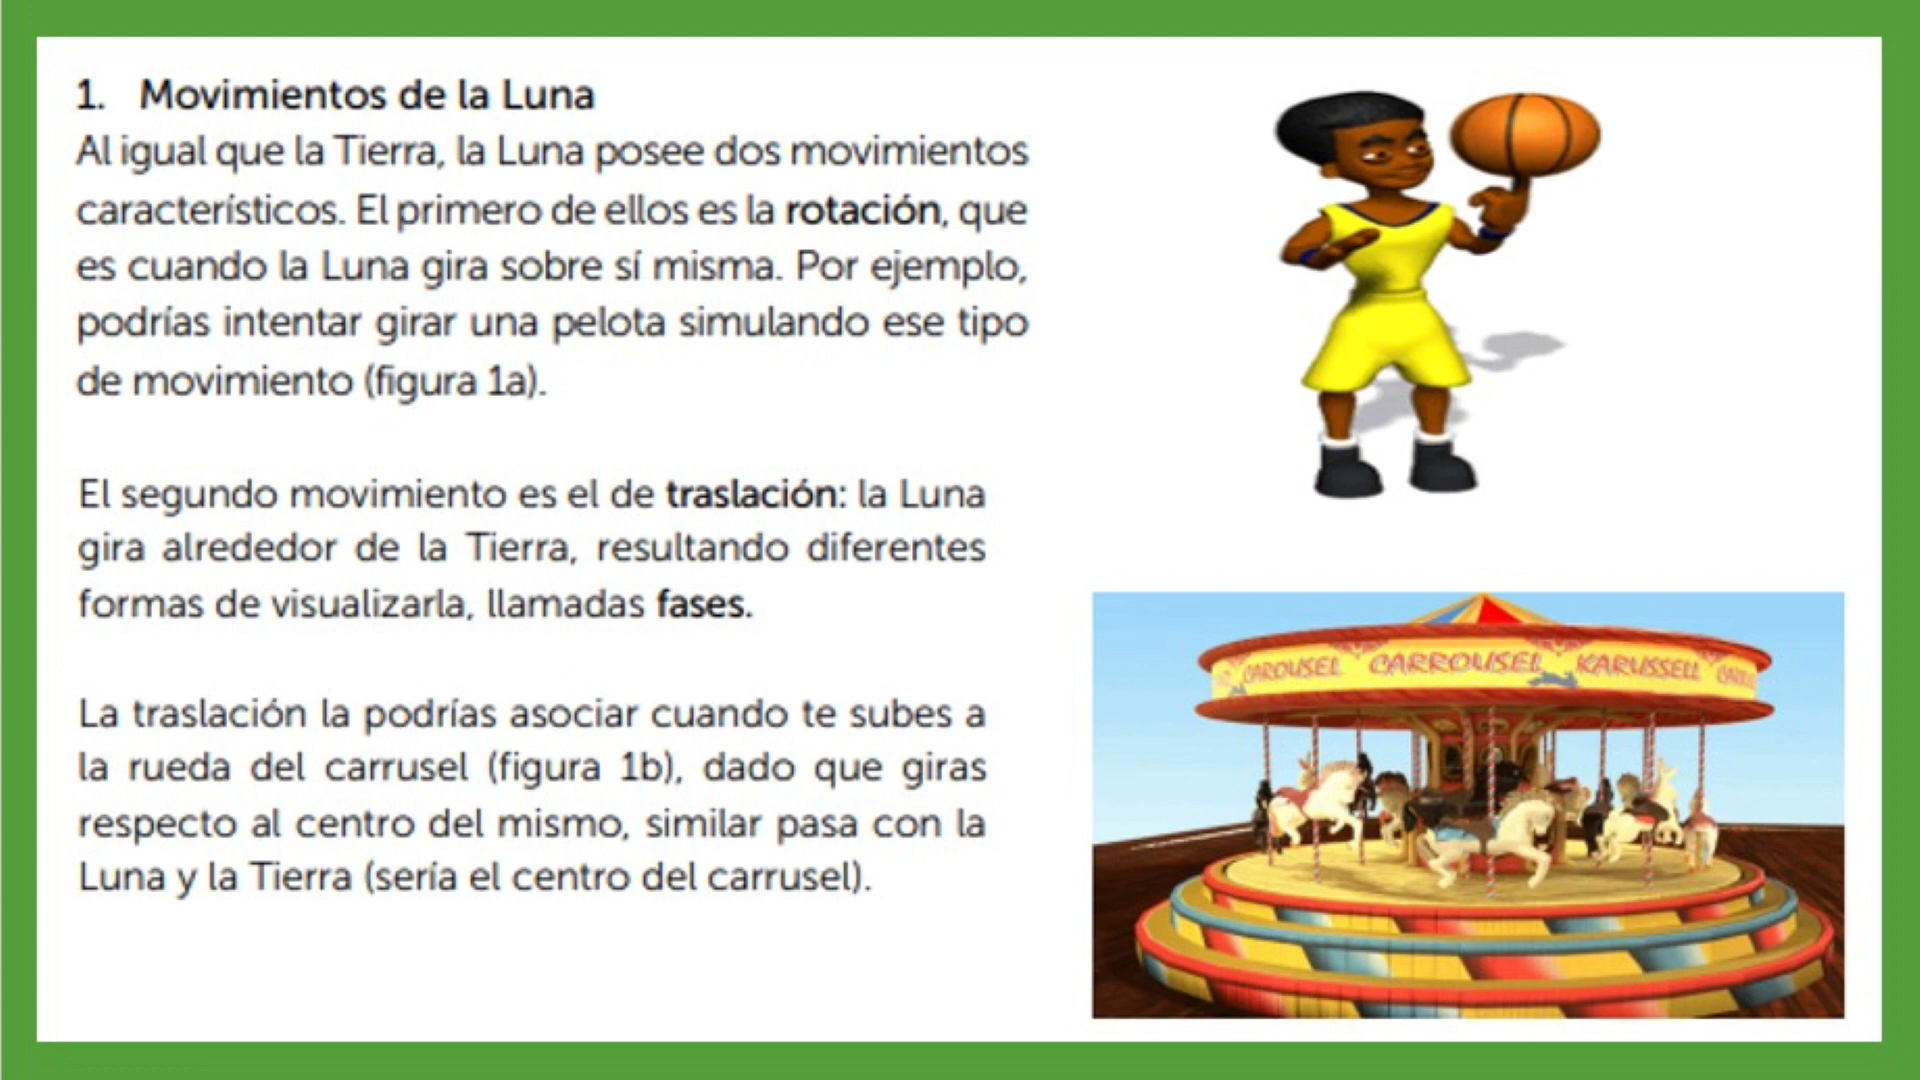 1. Movimientos de la Luna
Al igual que la Tierra, la Luna posee dos movimientos
característicos. El primero de ellos es la rotación, que
es cuando la Luna gira sobre sí misma. Por ejemplo,
podrías intentar girar una pelota simulando ese tipo
de movimiento (figura 1a).
El segundo movimiento es el de traslación: la Luna
gira alrededor de la Tierra, resultando diferentes
formas de visualizarla, llamadas fases.
La traslación la podrías asociar cuando te subes a
la rueda del carrusel (figura 1b), dado que giras
respecto al centro del mismo, similar pasa con la
Luna y la Tierra (sería el centro del carrusel).
CAROUSEL CARROUSEL KARUSSELL